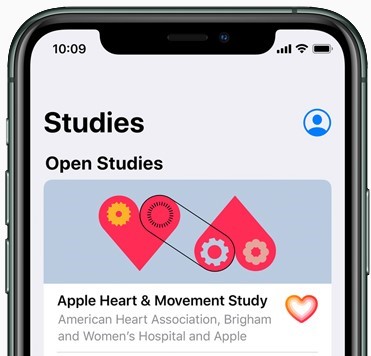 10:09
Studies
Open Studies
Apple Heart & Movement Study
American Heart Association, Brigham
and Women's Hospital and Apple